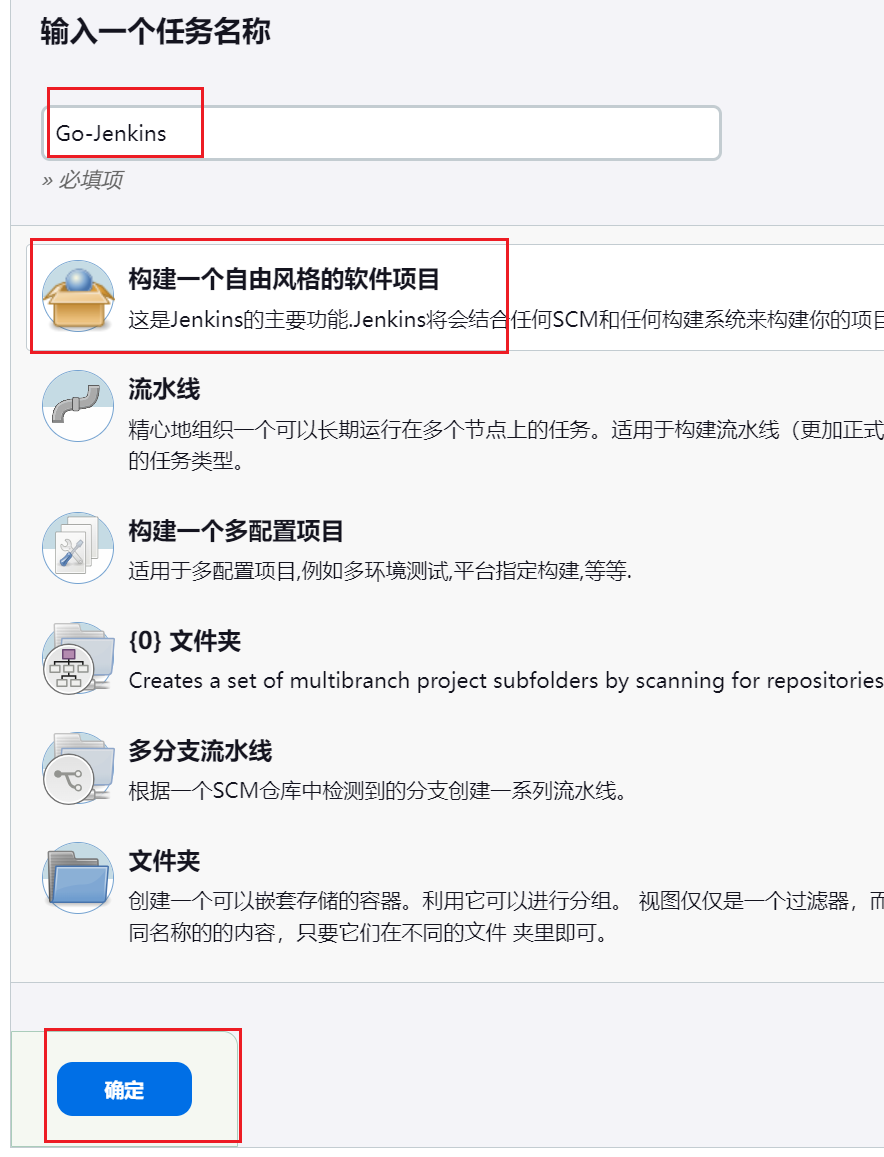 输入一个任务名称
Go-Jenkins
» 必填项
构建一个自由风格的软件项目
这是Jenkins的主要功能.Jenkins将会结合任何SCM和任何构建系统来构建你的项目
流水线
精心地组织一个可以长期运行在多个节点上的任务。适用于构建流水线（更加正式
的任务类型。
构建一个多配置项目
适用于多配置项目,例如多环境测试,平台指定构建,等等.
{0} 文件夹
Creates a set of multibranch project subfolders by scanning for repositories
多分支流水线
根据一个SCM仓库中检测到的分支创建一系列流水线。
文件夹
创建一个可以嵌套存储的容器。利用它可以进行分组。 视图仅仅是一个过滤器，而
同名称的的内容，只要它们在不同的文件 夹里即可。
确定